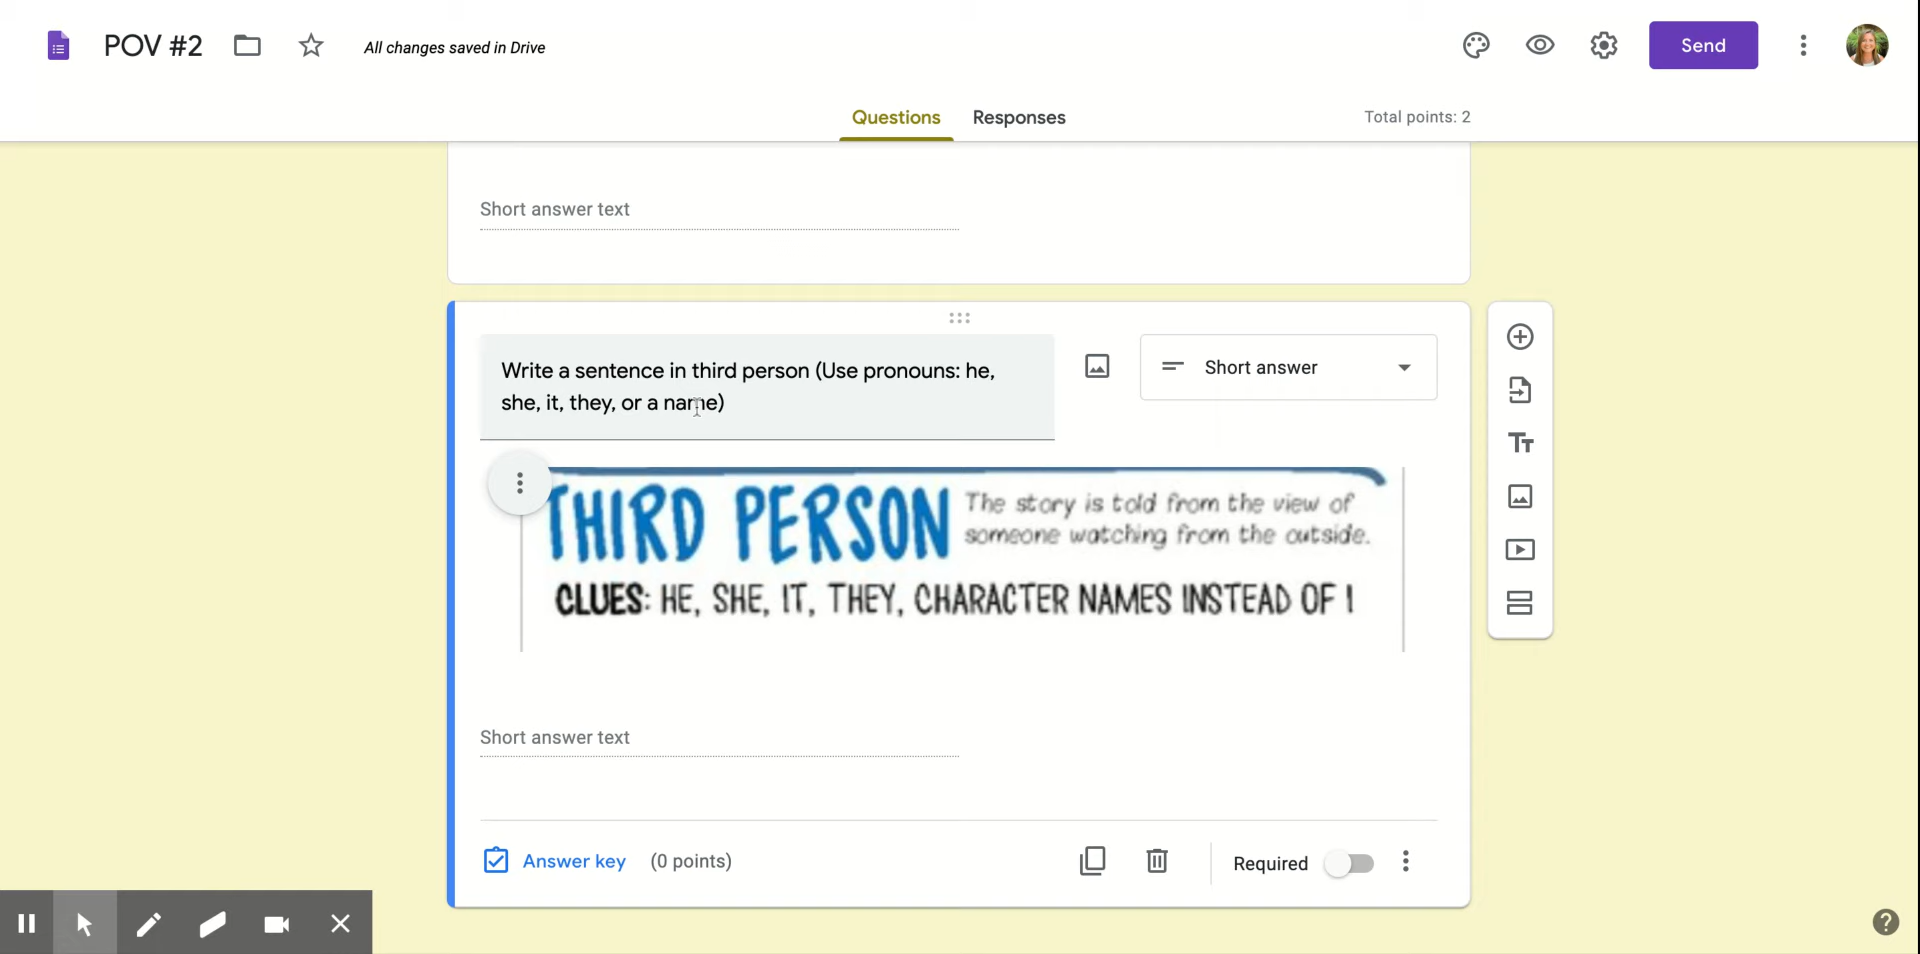 POV #2
All changes saved in Drive
Send
Questions
Responses
Total points: 2
Short answer text
Write a sentence in third person (Use pronouns: he,
she, it, they, or a name)
Short answer
THIRD PERSON
The story is told from the view of
someone watching from the outside.
CLUES: HE, SHE, IT, THEY, CHARACTER NAMES INSTEAD OF I
Short answer text
Answer key
(0 points)
Required